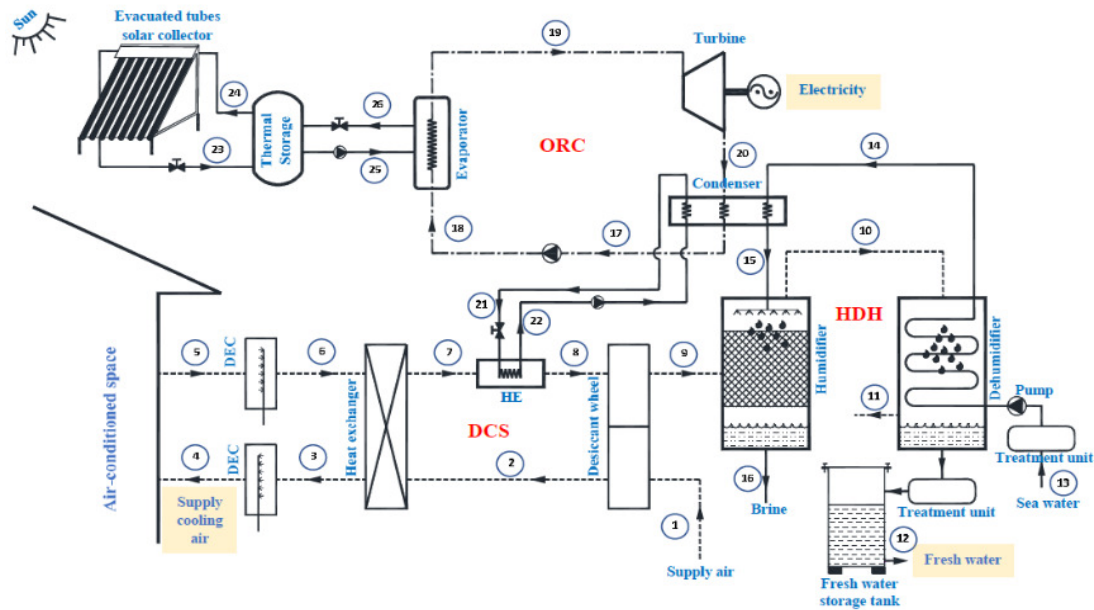 Sun
Evacuated tubes
solar collector
24
23
Thermal
Storage
26
25
Evaporator
19
18
ORC
Turbine
Electricity
20
Condenser
17
14
15
10
21
22
Air-conditioned space
5
DEC
6
Heat exchanger
7
HE
8
Desiccant wheel
9
Humidifier
HDH
Dehumidifier
Pump
11
DCS
4
DEC
3
2
Supply
cooling
air
1
Supply air
16
Brine
Treatment unit
13
Sea water
Treatment unit
12
Fresh water
Fresh water
storage tank